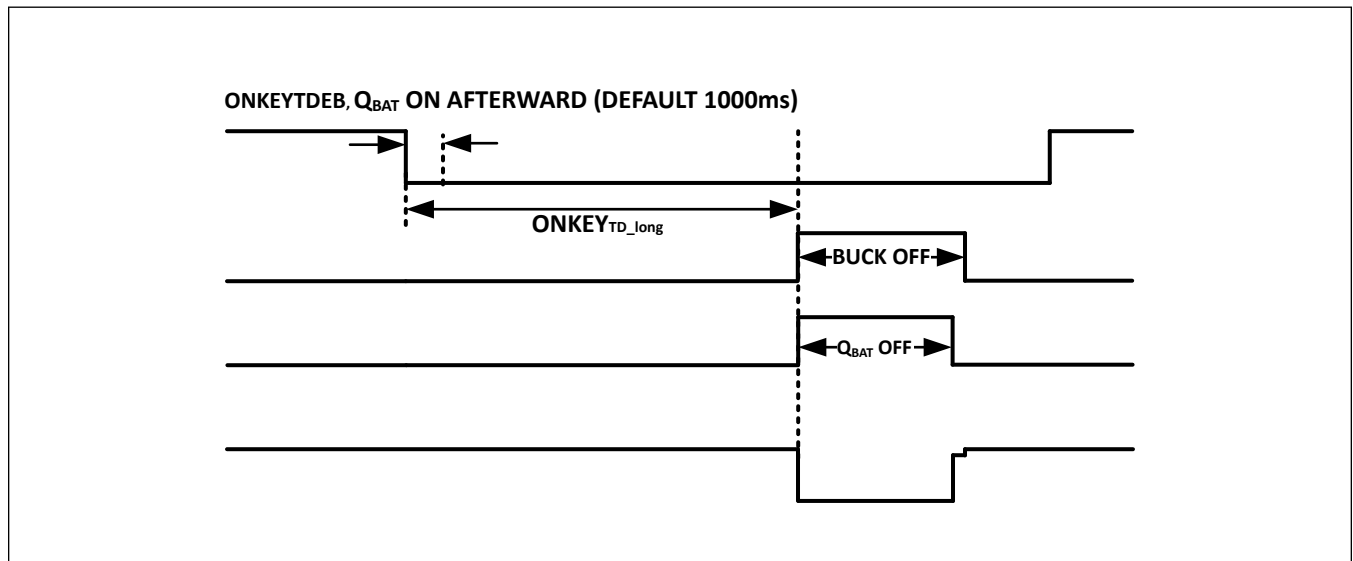 ONKEYTDEB, QBAT ON AFTERWARD (DEFAULT 1000ms)
ONKEYTD_long
BUCK OFF
QBAT OFF